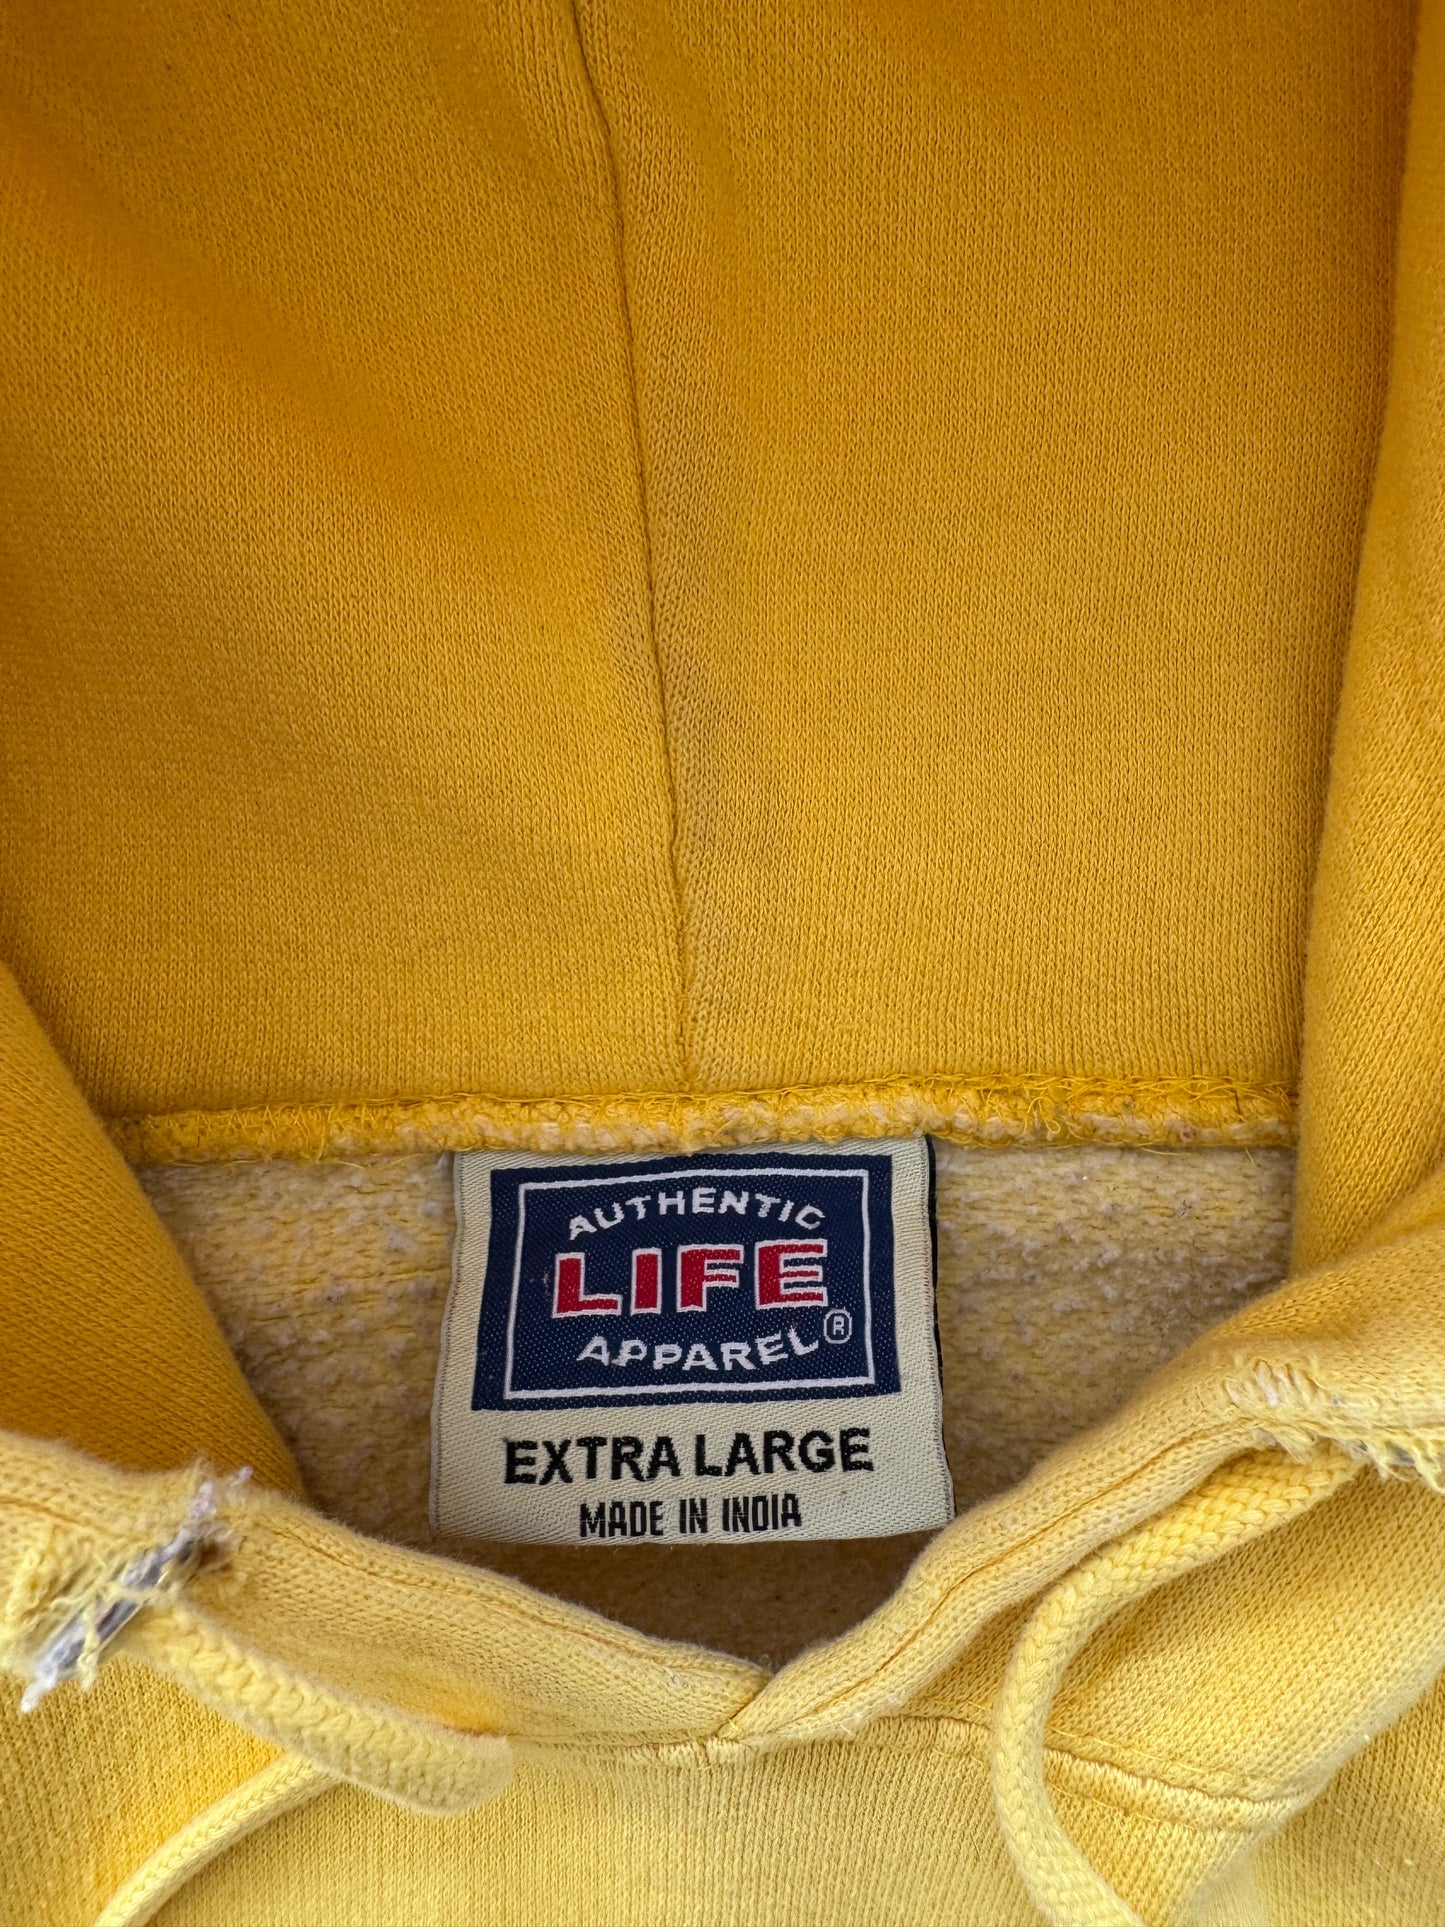 AUTHENTIC
LIFE
APPAREL®
EXTRA LARGE
MADE IN INDIA